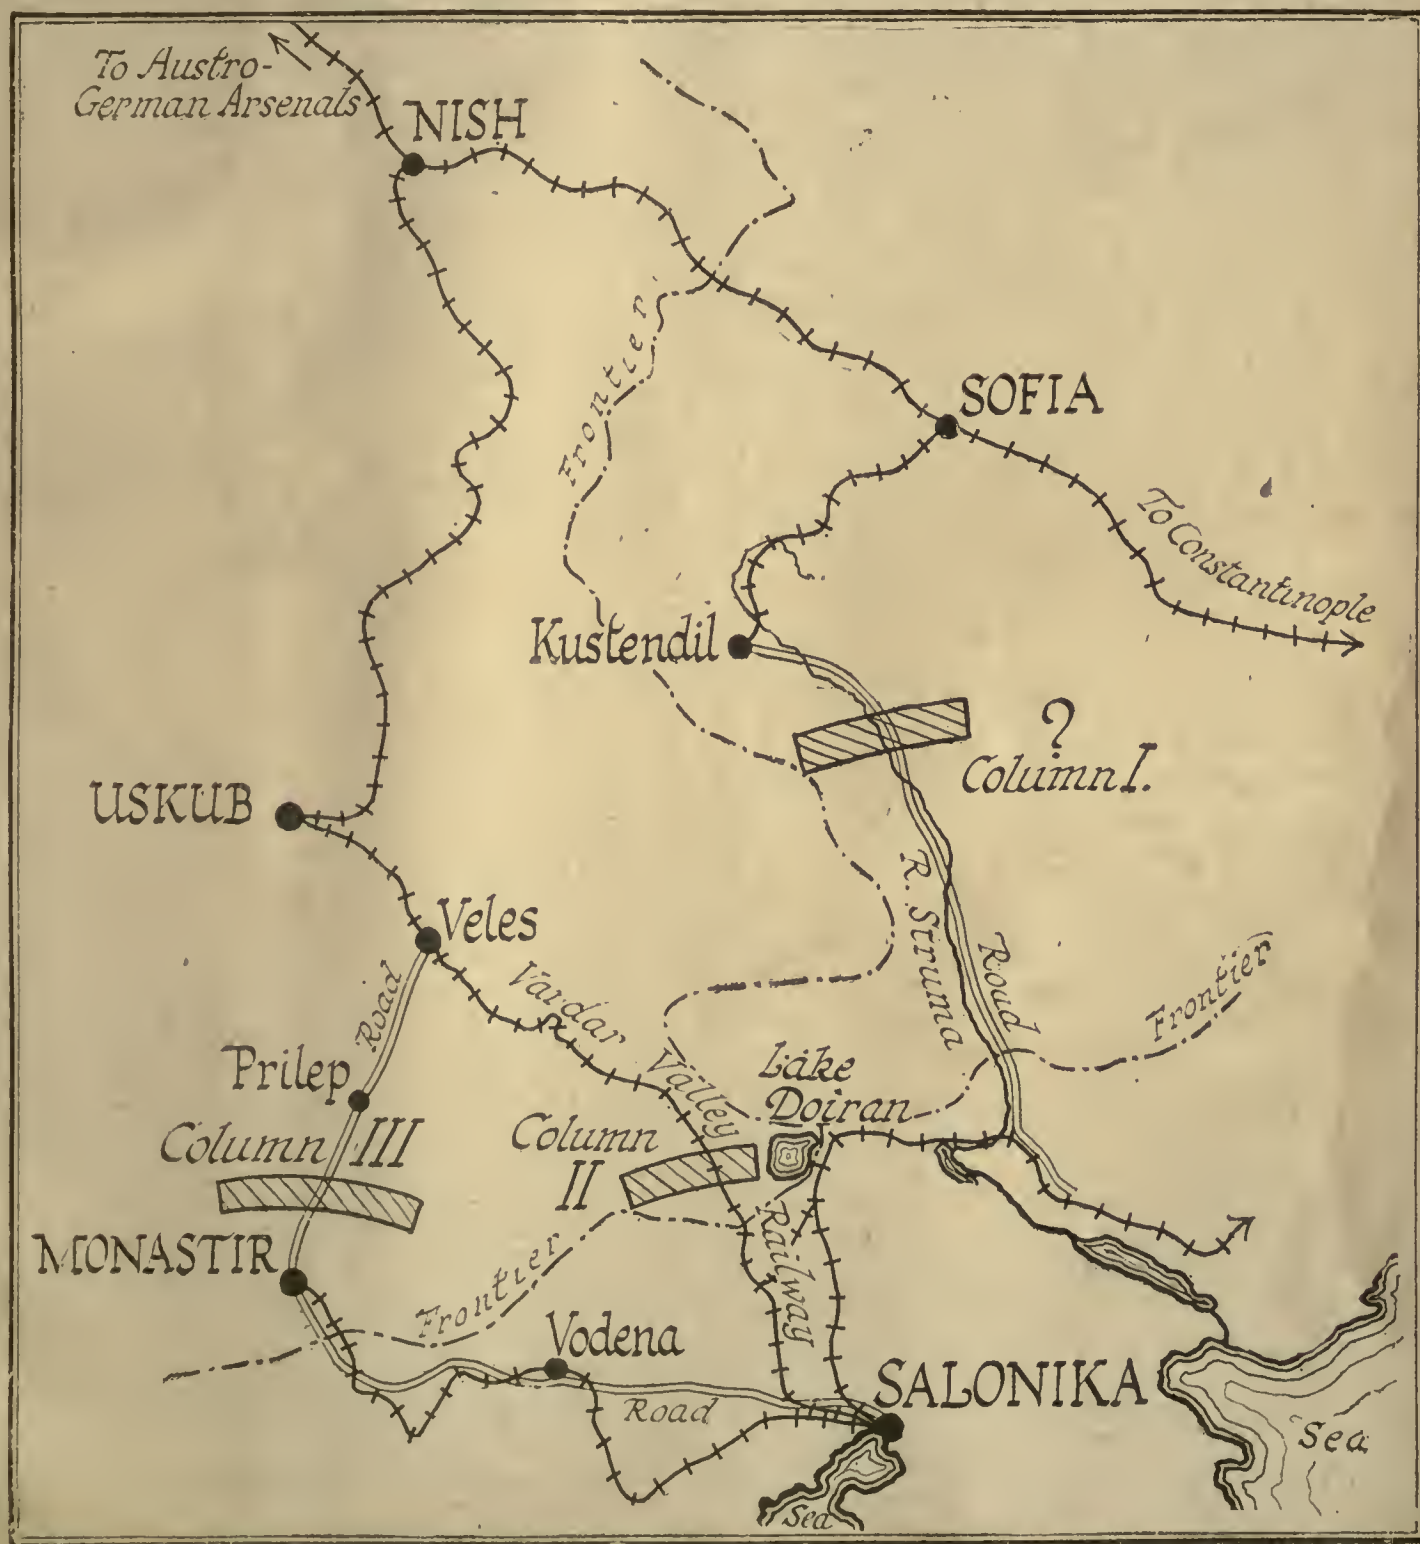 To Austro-
German Arsenals
NISH
Frontier
SOFIA
To Constantinople
Kustendil
?
Column I.
USKUB
Veles
R. Struma
Road
Frontier
Road
Vardar Valley
Prilep
Lake
Doiran
Column III
Column
II
MONASTIR
Frontier
Railway
Vodena
SALONIKA
Road
Sea
Sea